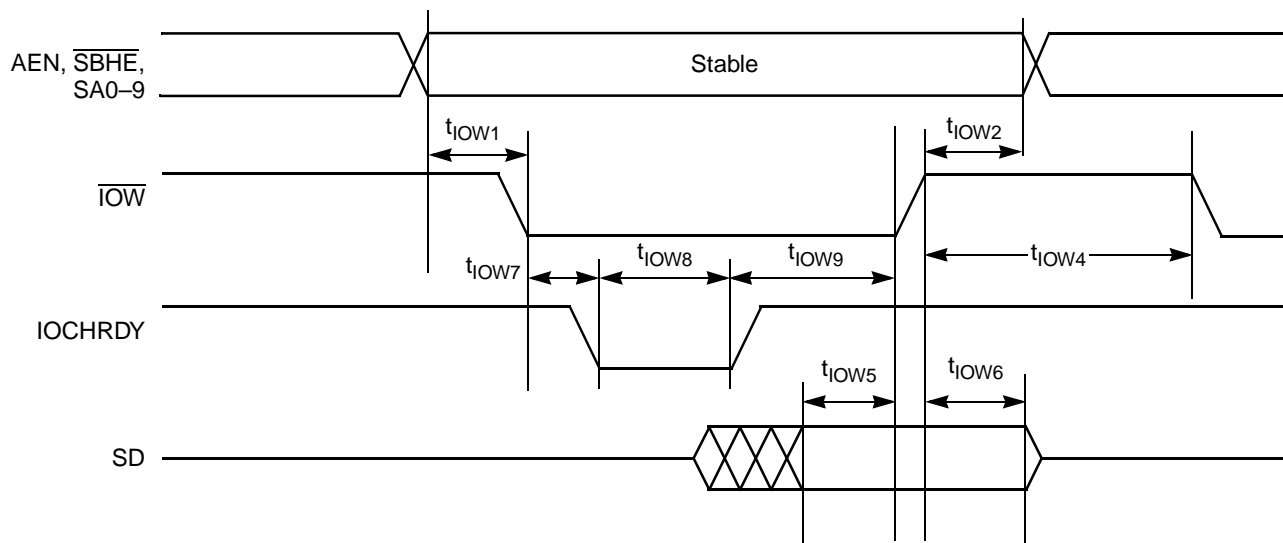 AEN, SBHE,
SA0–9
Stable
tIOW1
tIOW2
IOW
tIOW7
tIOW8
tIOW9
tIOW4
IOCHRDY
tIOW5
tIOW6
SD